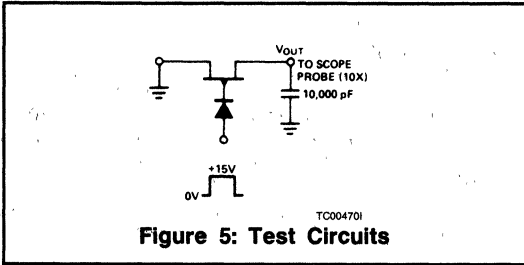 VOUT
TO SCOPE
PROBE (10X)
10,000 pF
+15V
0V
TC00470I
Figure 5: Test Circuits